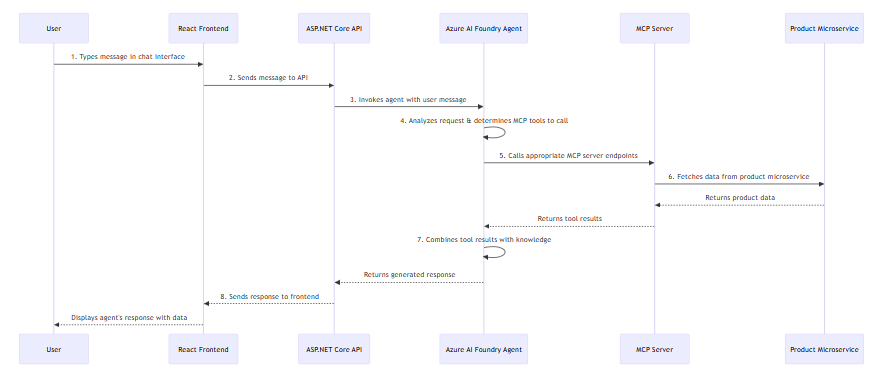 User
React Frontend
ASP.NET Core API
Azure AI Foundry Agent
MCP Server
Product Microservice
1. Types message in chat interface
2. Sends message to API
3. Invokes agent with user message
4. Analyzes request & determines MCP tools to call
5. Calls appropriate MCP server endpoints
6. Fetches data from product microservice
Returns product data
Returns tool results
7. Combines tool results with knowledge
Returns generated response
8. Sends response to frontend
Displays agent's response with data
User
React Frontend
ASP.NET Core API
Azure AI Foundry Agent
MCP Server
Product Microservice